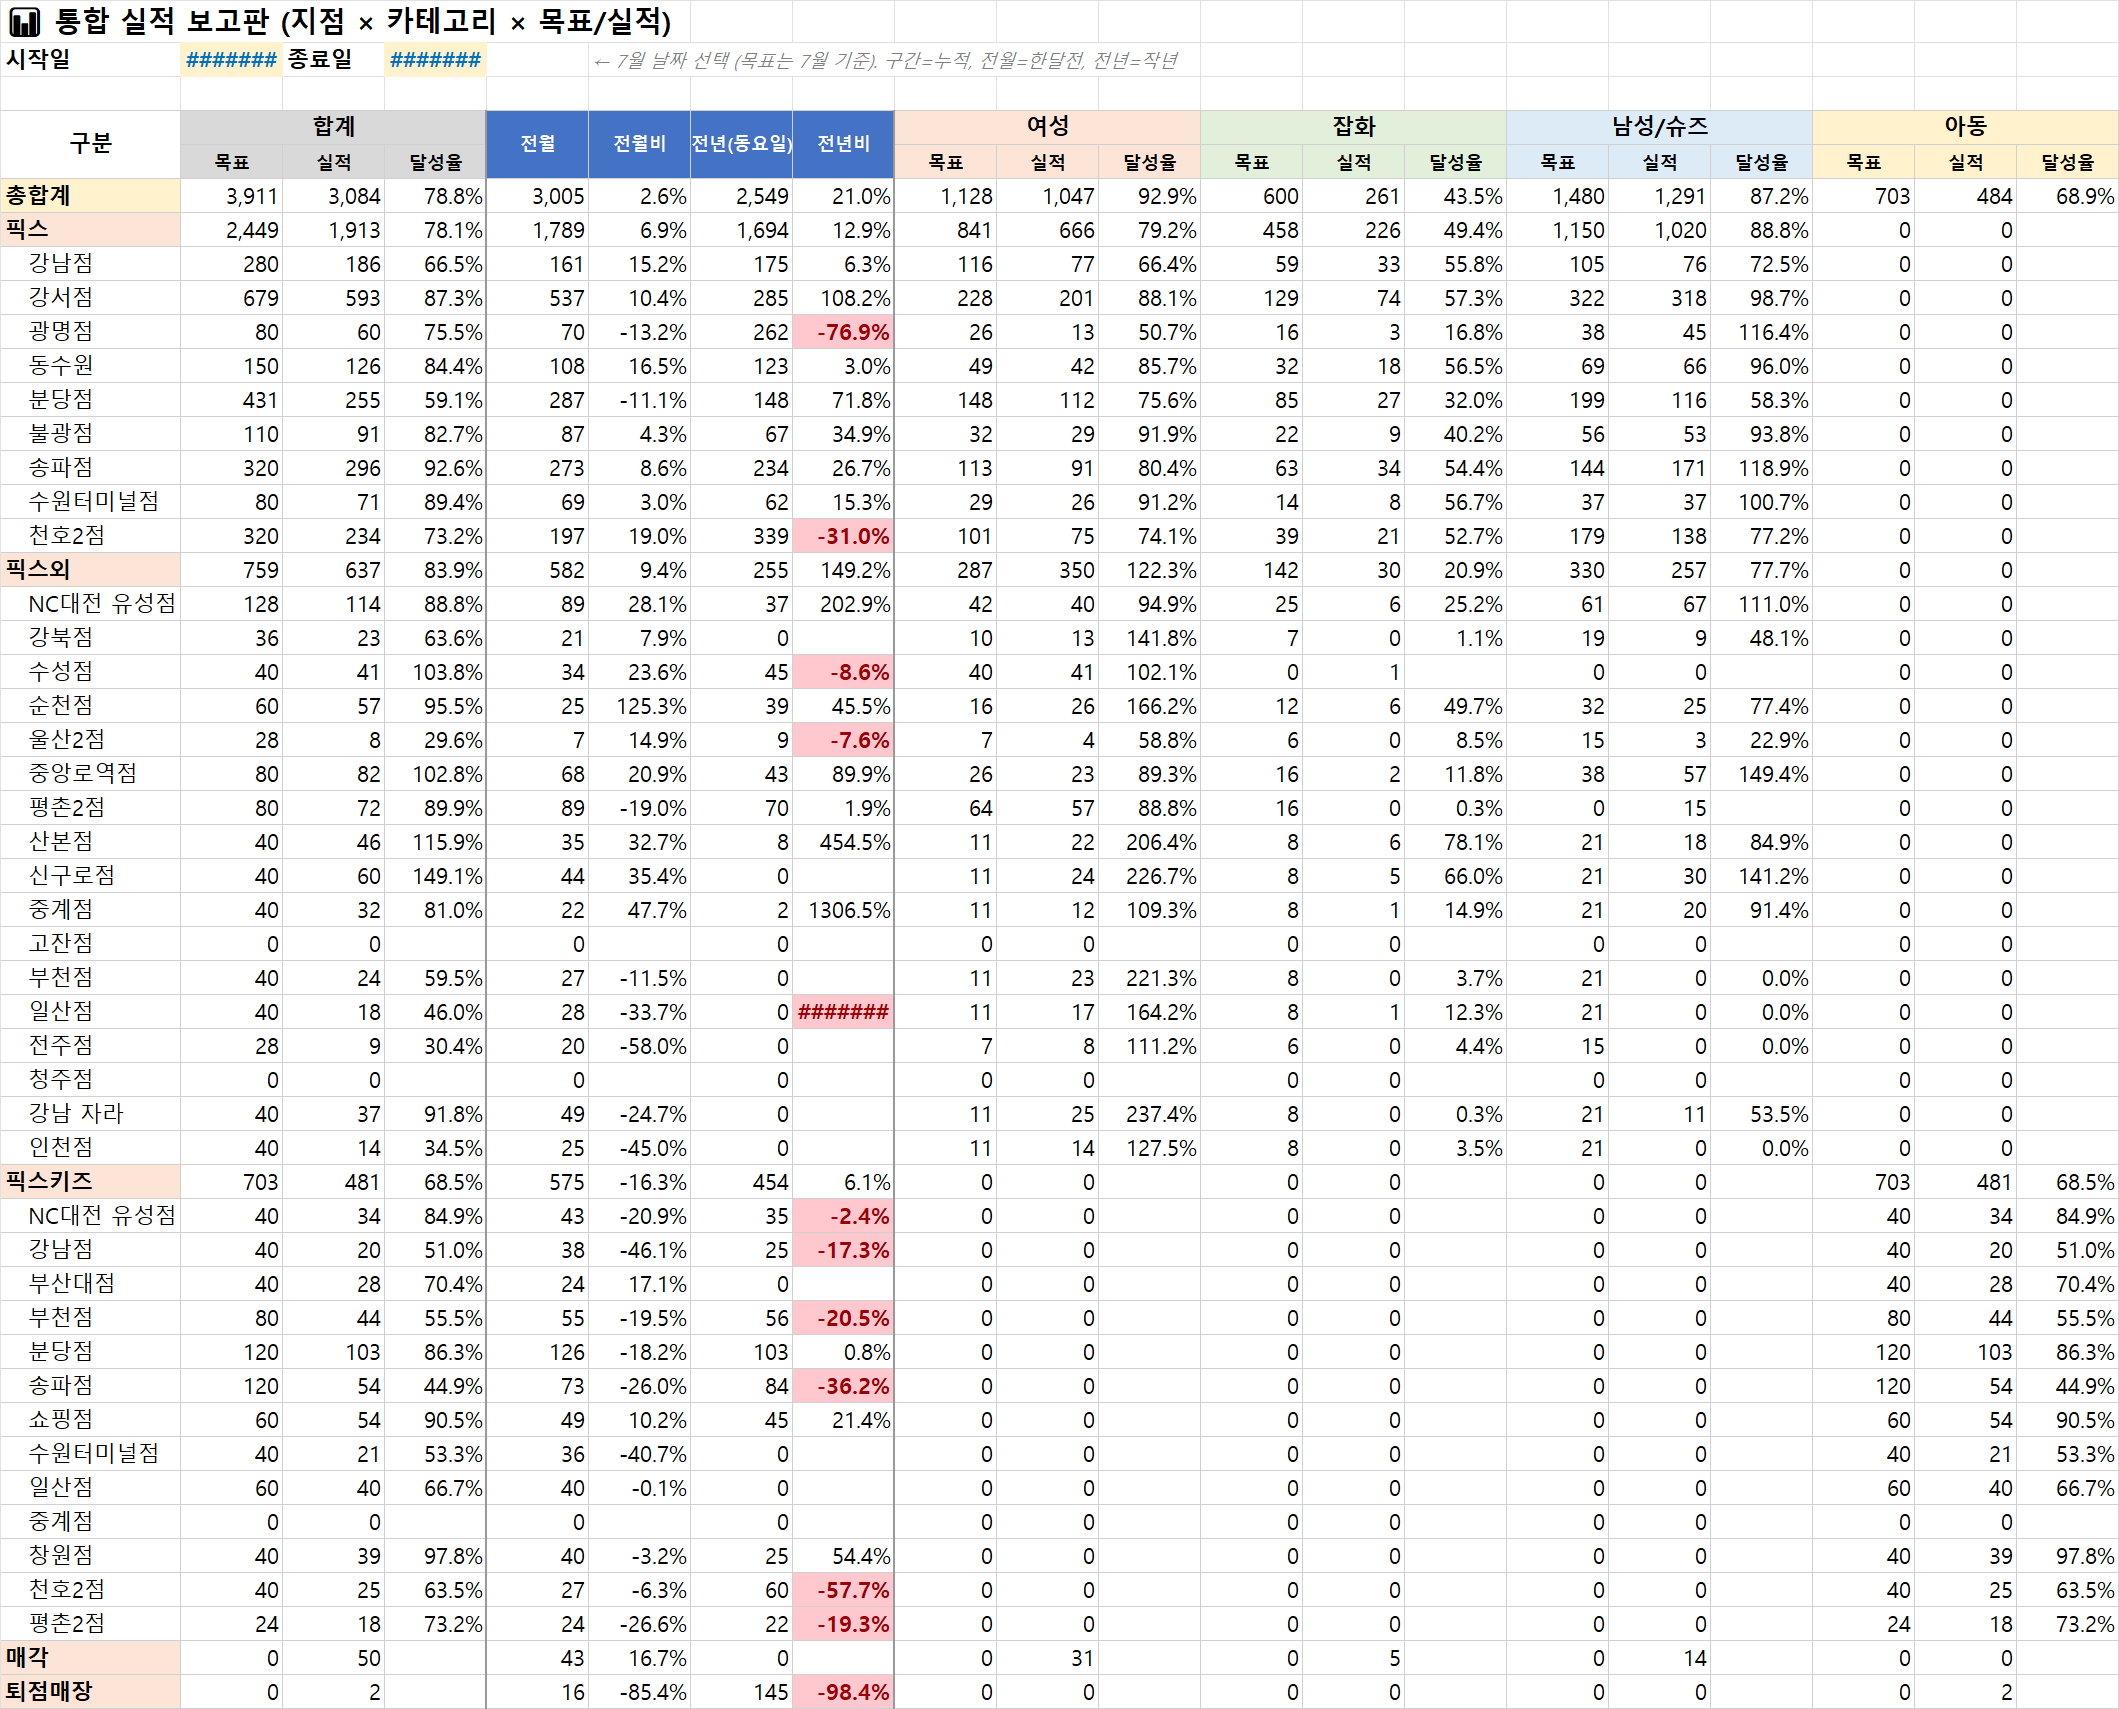 통합 실적 보고판 (지점 × 카테고리 × 목표/실적)
시작일 ####### 종료일 ####### ← 7월 날짜 선택 (목표는 7월 기준). 구간=누적, 전월=한달전, 전년=작년
구분 합계 전월 전월비 전년(동요일) 전년비 여성 잡화 남성/슈즈 아동
목표 실적 달성율 목표 실적 달성율 목표 실적 달성율 목표 실적 달성율 목표 실적 달성율
총합계 3,911 3,084 78.8% 3,005 2.6% 2,549 21.0% 1,128 1,047 92.9% 600 261 43.5% 1,480 1,291 87.2% 703 484 68.9%
픽스 2,449 1,913 78.1% 1,789 6.9% 1,694 12.9% 841 666 79.2% 458 226 49.4% 1,150 1,020 88.8% 0 0
강남점 280 186 66.5% 161 15.2% 175 6.3% 116 77 66.4% 59 33 55.8% 105 76 72.5% 0 0
강서점 679 593 87.3% 537 10.4% 285 108.2% 228 201 88.1% 129 74 57.3% 322 318 98.7% 0 0
광명점 80 60 75.5% 70 -13.2% 262 -76.9% 26 13 50.7% 16 3 16.8% 38 45 116.4% 0 0
동수원 150 126 84.4% 108 16.5% 123 3.0% 49 42 85.7% 32 18 56.5% 69 66 96.0% 0 0
분당점 431 255 59.1% 287 -11.1% 148 71.8% 148 112 75.6% 85 27 32.0% 199 116 58.3% 0 0
불광점 110 91 82.7% 87 4.3% 67 34.9% 32 29 91.9% 22 9 40.2% 56 53 93.8% 0 0
송파점 320 296 92.6% 273 8.6% 234 26.7% 113 91 80.4% 63 34 54.4% 144 171 118.9% 0 0
수원터미널점 80 71 89.4% 69 3.0% 62 15.3% 29 26 91.2% 14 8 56.7% 37 37 100.7% 0 0
천호2점 320 234 73.2% 197 19.0% 339 -31.0% 101 75 74.1% 39 21 52.7% 179 138 77.2% 0 0
픽스외 759 637 83.9% 582 9.4% 255 149.2% 287 350 122.3% 142 30 20.9% 330 257 77.7% 0 0
NC대전 유성점 128 114 88.8% 89 28.1% 37 202.9% 42 40 94.9% 25 6 25.2% 61 67 111.0% 0 0
강북점 36 23 63.6% 21 7.9% 0 10 13 141.8% 7 0 1.1% 19 9 48.1% 0 0
수성점 40 41 103.8% 34 23.6% 45 -8.6% 40 41 102.1% 0 1 0 0 0 0
순천점 60 57 95.5% 25 125.3% 39 45.5% 16 26 166.2% 12 6 49.7% 32 25 77.4% 0 0
울산2점 28 8 29.6% 7 14.9% 9 -7.6% 7 4 58.8% 6 0 8.5% 15 3 22.9% 0 0
중앙로역점 80 82 102.8% 68 20.9% 43 89.9% 26 23 89.3% 16 2 11.8% 38 57 149.4% 0 0
평촌2점 80 72 89.9% 89 -19.0% 70 1.9% 64 57 88.8% 16 0 0.3% 0 15 0 0
산본점 40 46 115.9% 35 32.7% 8 454.5% 11 22 206.4% 8 6 78.1% 21 18 84.9% 0 0
신구로점 40 60 149.1% 44 35.4% 0 11 24 226.7% 8 5 66.0% 21 30 141.2% 0 0
중계점 40 32 81.0% 22 47.7% 2 1306.5% 11 12 109.3% 8 1 14.9% 21 20 91.4% 0 0
고잔점 0 0 0 0 0 0 0 0 0 0 0 0
부천점 40 24 59.5% 27 -11.5% 0 11 23 221.3% 8 0 3.7% 21 0 0.0% 0 0
일산점 40 18 46.0% 28 -33.7% 0 ####### 11 17 164.2% 8 1 12.3% 21 0 0.0% 0 0
전주점 28 9 30.4% 20 -58.0% 0 7 8 111.2% 6 0 4.4% 15 0 0.0% 0 0
청주점 0 0 0 0 0 0 0 0 0 0 0 0
강남 자라 40 37 91.8% 49 -24.7% 0 11 25 237.4% 8 0 0.3% 21 11 53.5% 0 0
인천점 40 14 34.5% 25 -45.0% 0 11 14 127.5% 8 0 3.5% 21 0 0.0% 0 0
픽스키즈 703 481 68.5% 575 -16.3% 454 6.1% 0 0 0 0 0 0 703 481 68.5%
NC대전 유성점 40 34 84.9% 43 -20.9% 35 -2.4% 0 0 0 0 0 0 40 34 84.9%
강남점 40 20 51.0% 38 -46.1% 25 -17.3% 0 0 0 0 0 0 40 20 51.0%
부산대점 40 28 70.4% 24 17.1% 0 0 0 0 0 0 0 40 28 70.4%
부천점 80 44 55.5% 55 -19.5% 56 -20.5% 0 0 0 0 0 0 80 44 55.5%
분당점 120 103 86.3% 126 -18.2% 103 0.8% 0 0 0 0 0 0 120 103 86.3%
송파점 120 54 44.9% 73 -26.0% 84 -36.2% 0 0 0 0 0 0 120 54 44.9%
쇼핑점 60 54 90.5% 49 10.2% 45 21.4% 0 0 0 0 0 0 60 54 90.5%
수원터미널점 40 21 53.3% 36 -40.7% 0 0 0 0 0 0 0 40 21 53.3%
일산점 60 40 66.7% 40 -0.1% 0 0 0 0 0 0 0 60 40 66.7%
중계점 0 0 0 0 0 0 0 0 0 0 0 0
창원점 40 39 97.8% 40 -3.2% 25 54.4% 0 0 0 0 0 0 40 39 97.8%
천호2점 40 25 63.5% 27 -6.3% 60 -57.7% 0 0 0 0 0 0 40 25 63.5%
평촌2점 24 18 73.2% 24 -26.6% 22 -19.3% 0 0 0 0 0 0 24 18 73.2%
매각 0 50 43 16.7% 0 0 31 0 5 0 14 0 0
퇴점매장 0 2 16 -85.4% 145 -98.4% 0 0 0 0 0 0 0 2